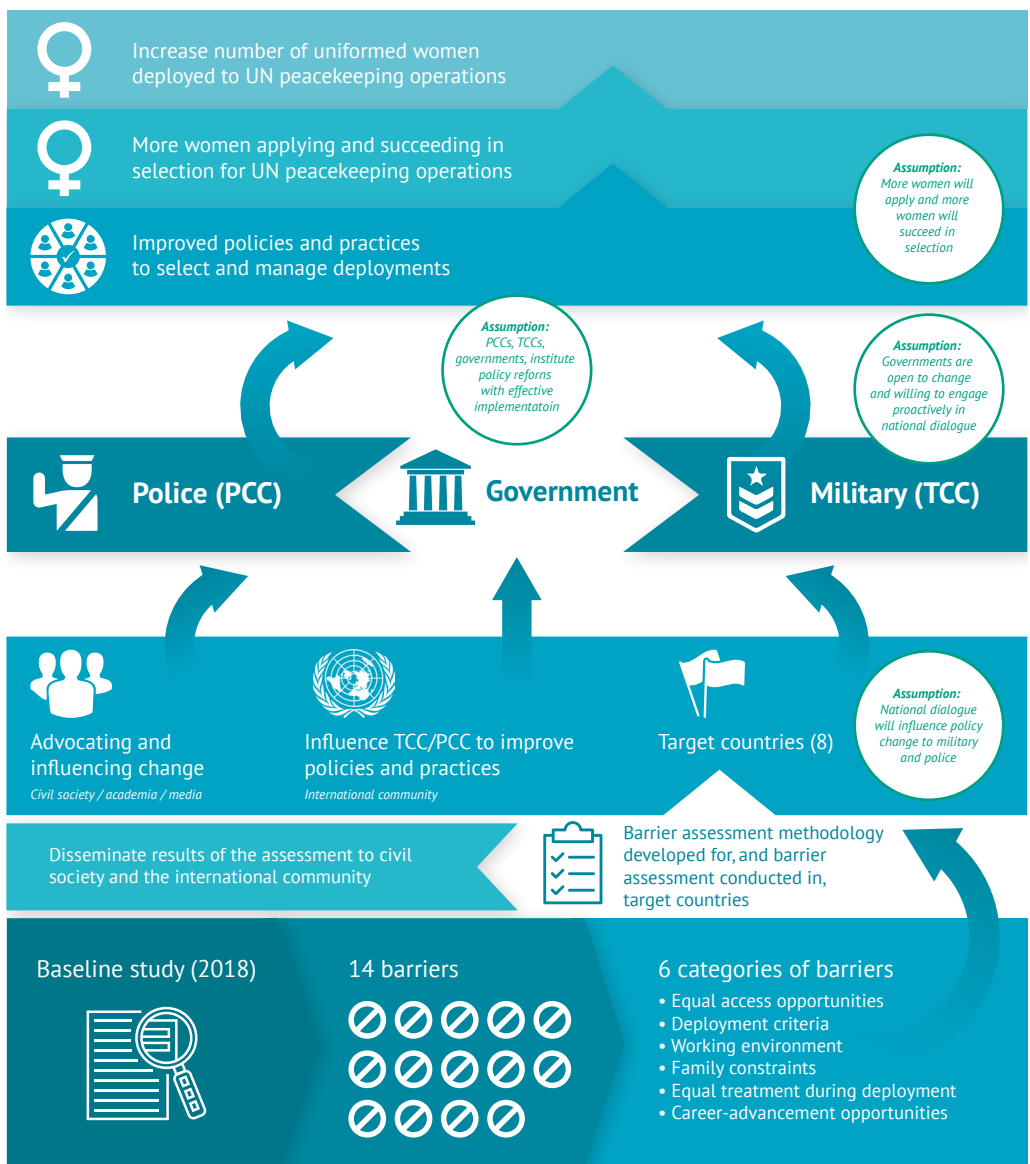 Increase number of uniformed women
deployed to UN peacekeeping operations
More women applying and succeeding in
selection for UN peacekeeping operations
Assumption:
More women will
apply and more
women will
succeed in
selection
Improved policies and practices
to select and manage deployments
Assumption:
PCCs, TCCs,
governments, institute
policy reforns
with effective
implementatoin
Assumption:
Governments are
open to change
and willing to engage
proactively in
national dialogue
Police (PCC)
Government
Military (TCC)
Advocating and
influencing change
Civil society / academia / media
Influence TCC/PCC to improve
policies and practices
International community
Target countries (8)
Assumption:
National dialogue
will influence policy
change to military
and police
Disseminate results of the assessment to civil
society and the international community
Barrier assessment methodology
developed for, and barrier
assessment conducted in,
target countries
Baseline study (2018)
14 barriers
6 categories of barriers
• Equal access opportunities
• Deployment criteria
• Working environment
• Family constraints
• Equal treatment during deployment
• Career-advancement opportunities